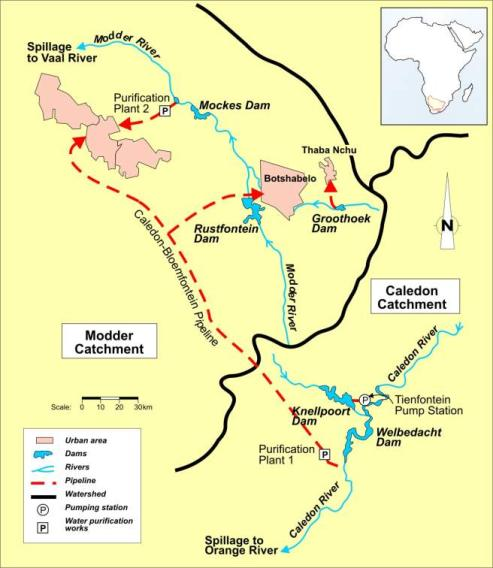 Spillage
to Vaal River
Modder River
Purification
Plant 2
P
Mockes Dam
Thaba Nchu
Botshabelo
Rustfontein
Dam
Groothoek
Dam
N
Caledon-Bloemfontein Pipeline
Modder River
Caledon
Catchment
Modder
Catchment
Caledon River
Scale: 0 10 20 30km
Knellpoort
Dam
P
Tienfontein
Pump Station
Welbedacht
Dam
Purification
Plant 1
P
Caledon River
Spillage to
Orange River
Urban area
Dams
Rivers
Pipeline
Watershed
P Pumping station
P Water purification
works